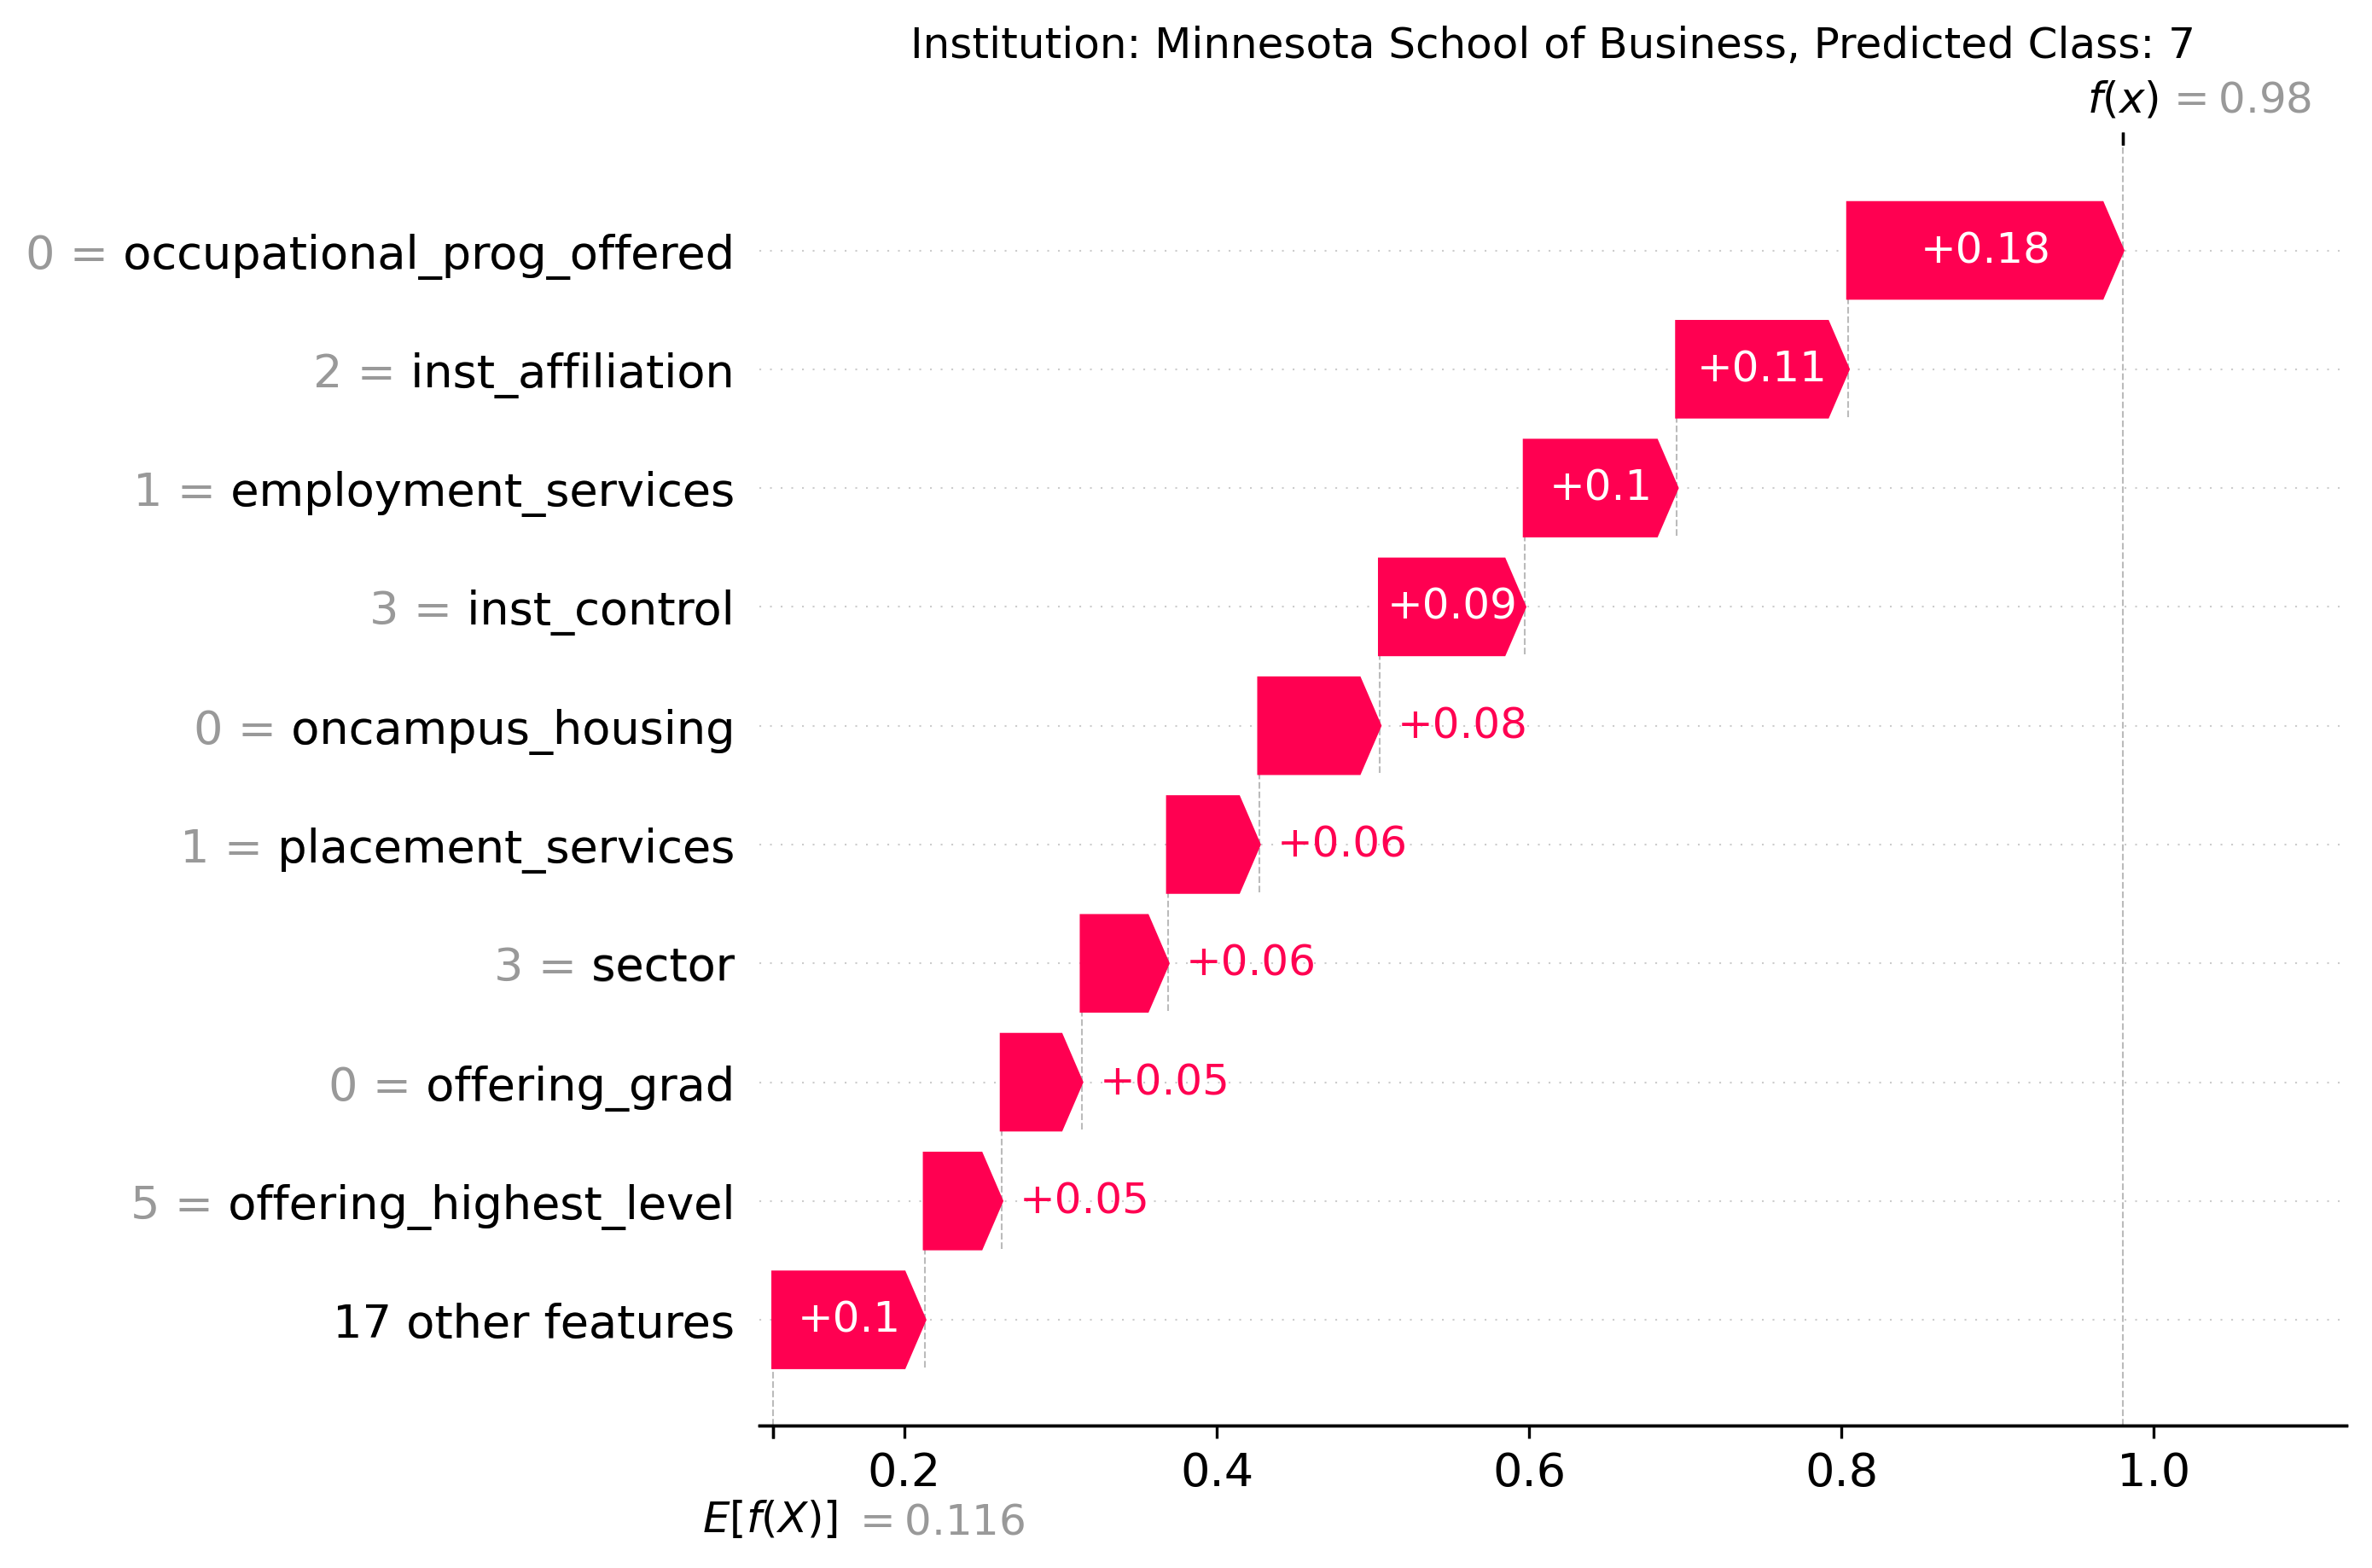 Institution: Minnesota School of Business, Predicted Class: 7
f(x) = 0.98
0 = occupational_prog_offered +0.18
2 = inst_affiliation +0.11
1 = employment_services +0.1
3 = inst_control +0.09
0 = oncampus_housing +0.08
1 = placement_services +0.06
3 = sector +0.06
0 = offering_grad +0.05
5 = offering_highest_level +0.05
17 other features +0.1
0.2 0.4 0.6 0.8 1.0
E[f(X)] = 0.116